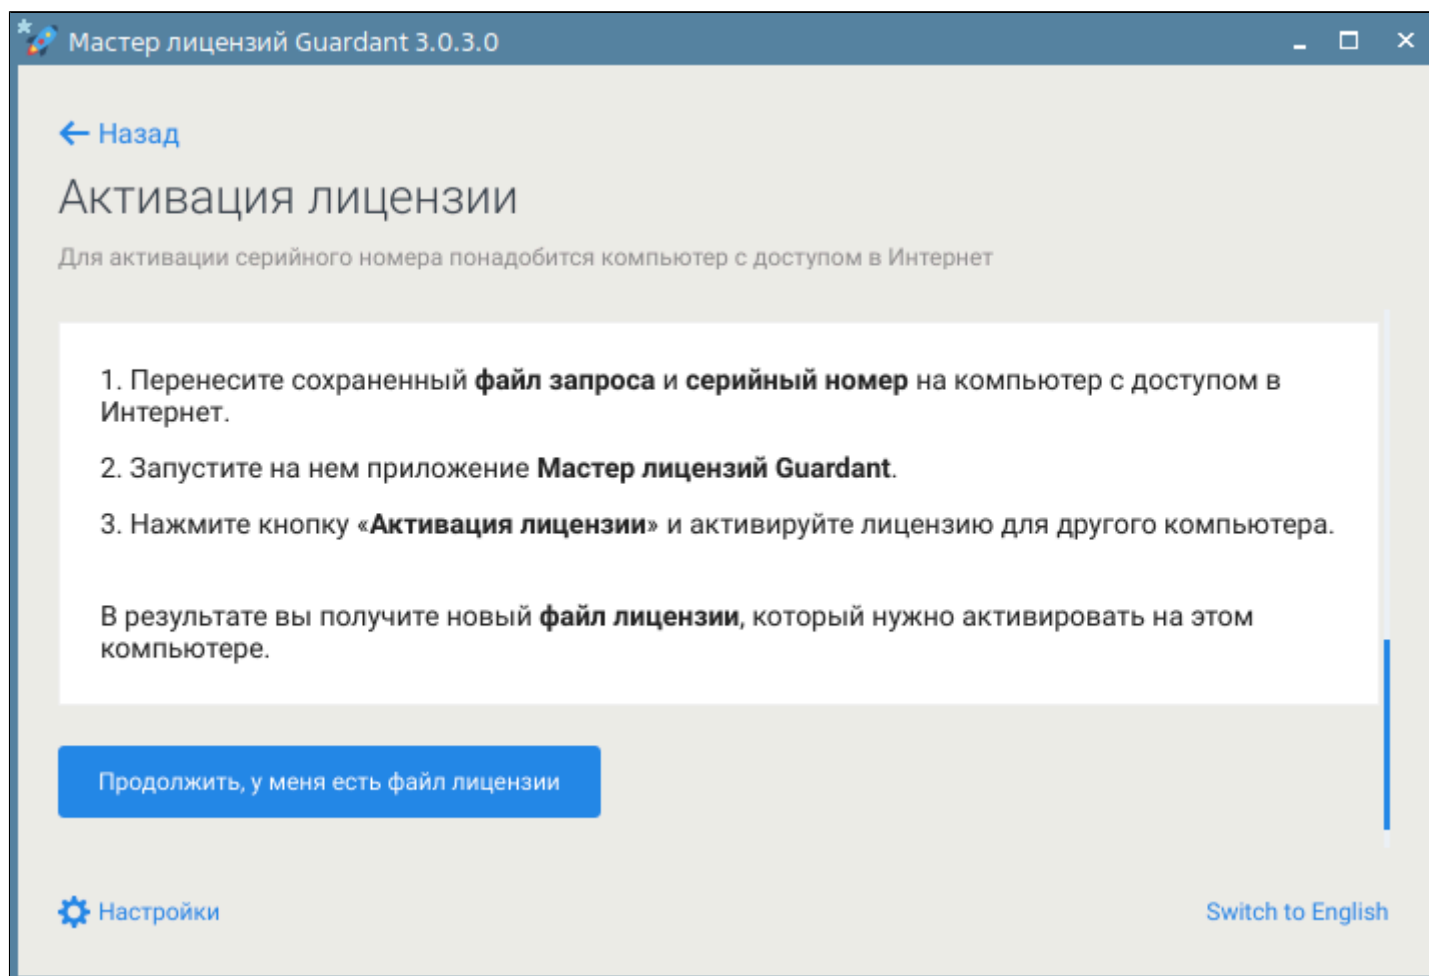 Мастер лицензий Guardant 3.0.3.0
Назад
Активация лицензии
Для активации серийного номера понадобится компьютер с доступом в Интернет
1. Перенесите сохраненный файл запроса и серийный номер на компьютер с доступом в
Интернет.
2. Запустите на нем приложение Мастер лицензий Guardant.
3. Нажмите кнопку «Активация лицензии» и активируйте лицензию для другого компьютера.
В результате вы получите новый файл лицензии, который нужно активировать на этом
компьютере.
Продолжить, у меня есть файл лицензии
Настройки
Switch to English